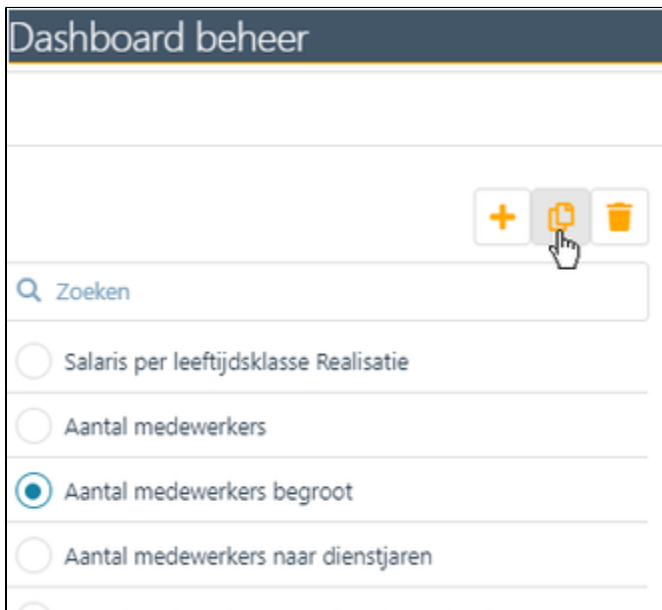 Dashboard beheer
Zoeken
Salaris per leeftijdsklasse Realisatie
Aantal medewerkers
Aantal medewerkers begroot
Aantal medewerkers naar dienstjaren